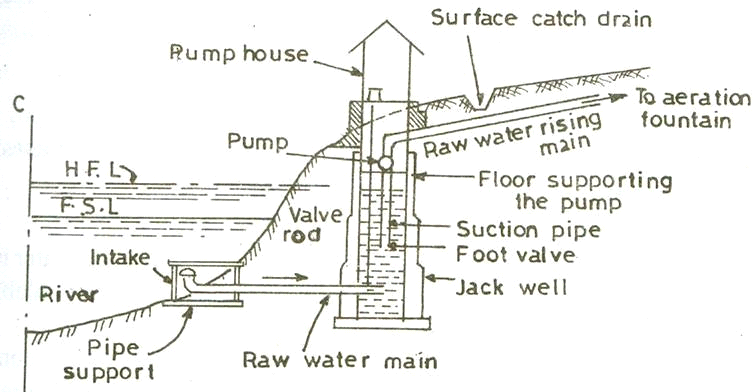 Surface catch drain
Pump house
C
To aeration
fountain
Raw water rising
main
Pump
H.F.L
Floor supporting
the pump
F.S.L
Valve
rod
Suction pipe
Foot valve
Intake
Jack well
River
Pipe
support
Raw water main